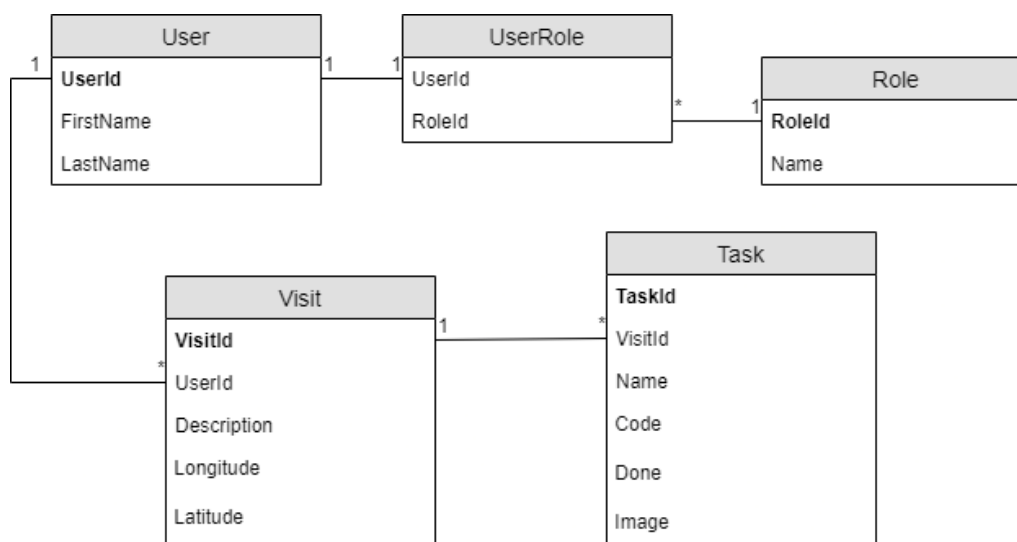 User
1
UserId
FirstName
LastName
1
1
UserRole
UserId
RoleId
*
1
Role
RoleId
Name
Visit
VisitId
*
UserId
Description
Longitude
Latitude
1
*
Task
TaskId
VisitId
Name
Code
Done
Image